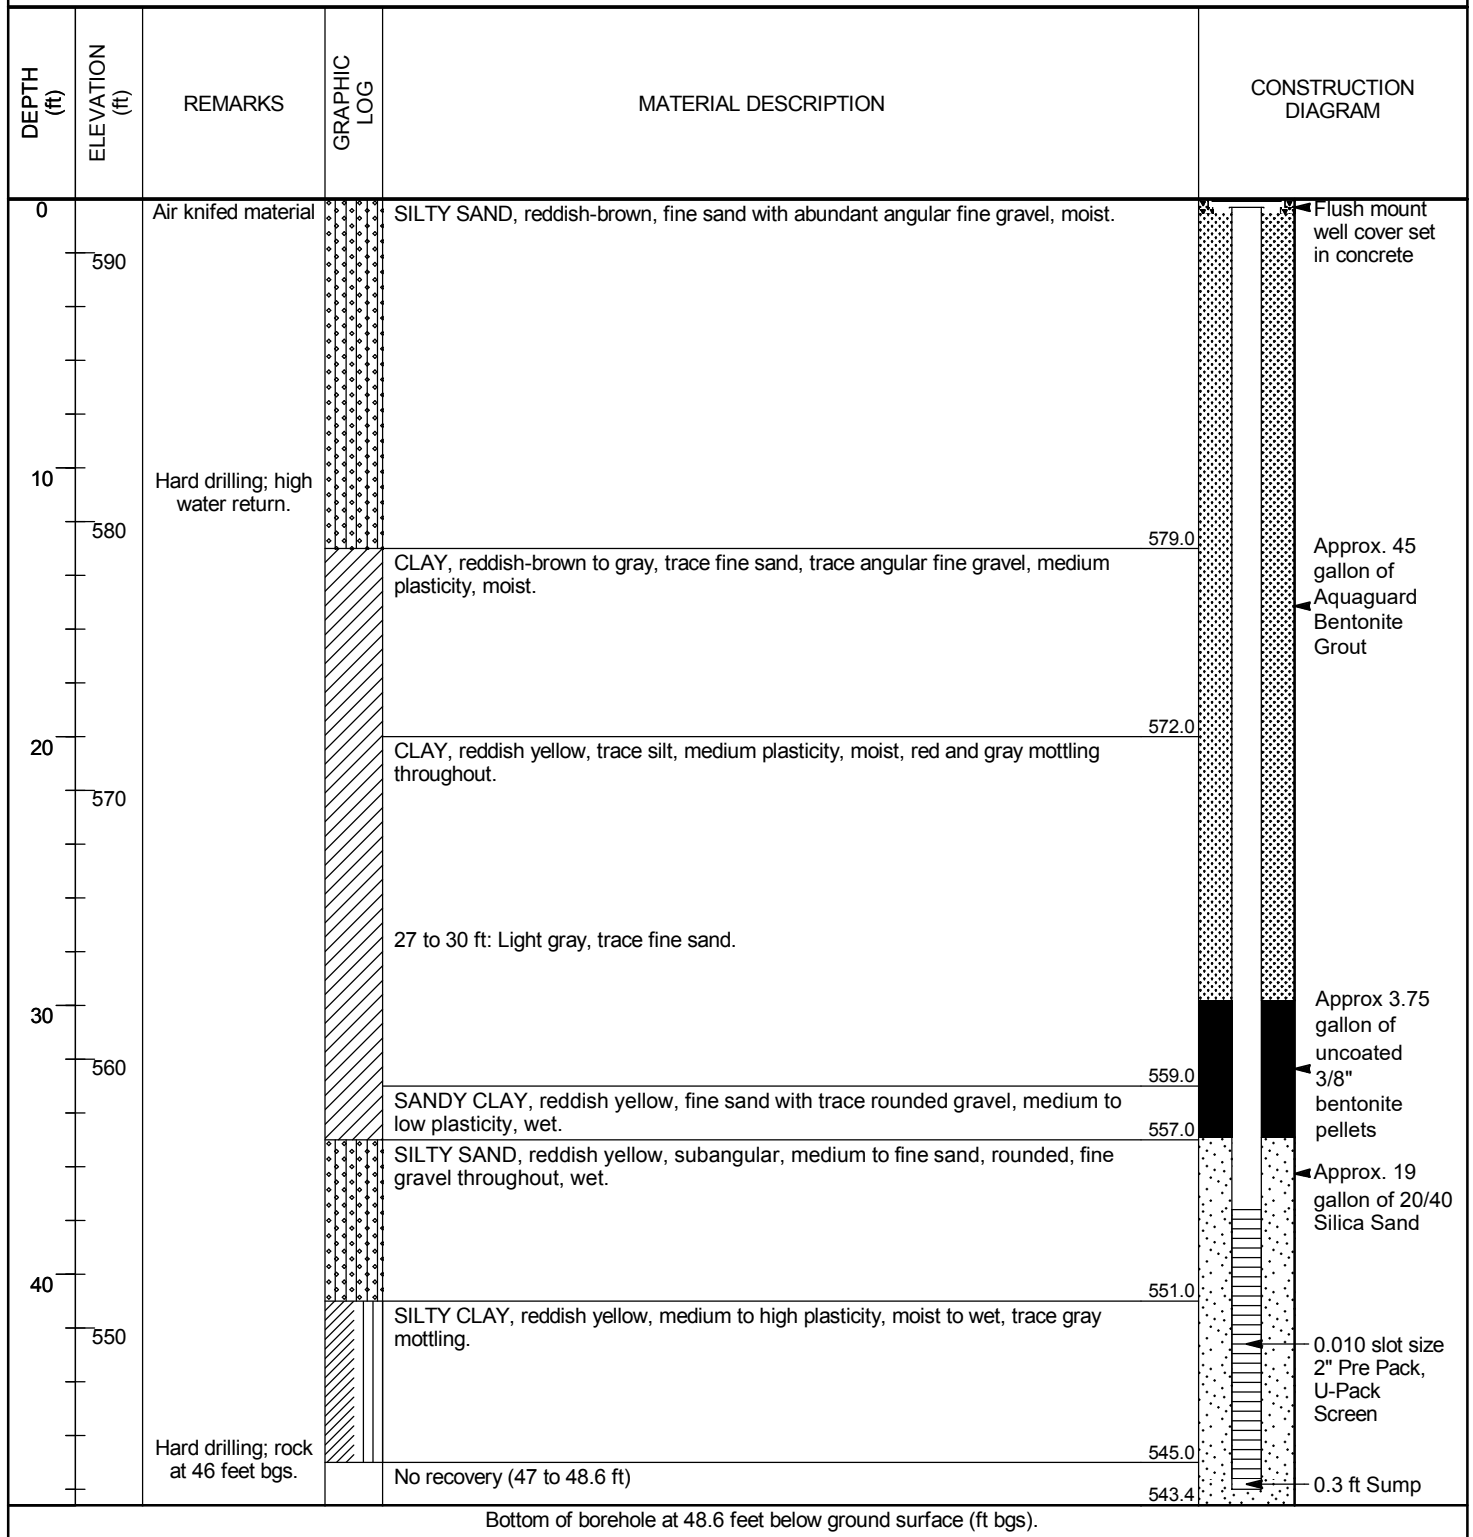 DEPTH
(ft)
ELEVATION
(ft)
REMARKS
GRAPHIC
LOG
MATERIAL DESCRIPTION
CONSTRUCTION
DIAGRAM
0
Air knifed material
SILTY SAND, reddish-brown, fine sand with abundant angular fine gravel, moist.
Flush mount
well cover set
in concrete
590
10
Hard drilling; high
water return.
580
579.0
CLAY, reddish-brown to gray, trace fine sand, trace angular fine gravel, medium
plasticity, moist.
Approx. 45
gallon of
Aquaguard
Bentonite
Grout
572.0
20
CLAY, reddish yellow, trace silt, medium plasticity, moist, red and gray mottling
throughout.
570
27 to 30 ft: Light gray, trace fine sand.
30
Approx 3.75
gallon of
uncoated
3/8"
bentonite
pellets
560
559.0
SANDY CLAY, reddish yellow, fine sand with trace rounded gravel, medium to
low plasticity, wet.
557.0
SILTY SAND, reddish yellow, subangular, medium to fine sand, rounded, fine
gravel throughout, wet.
Approx. 19
gallon of 20/40
Silica Sand
40
551.0
SILTY CLAY, reddish yellow, medium to high plasticity, moist to wet, trace gray
mottling.
550
0.010 slot size
2" Pre Pack,
U-Pack
Screen
Hard drilling; rock
at 46 feet bgs.
545.0
No recovery (47 to 48.6 ft)
543.4
0.3 ft Sump
Bottom of borehole at 48.6 feet below ground surface (ft bgs).